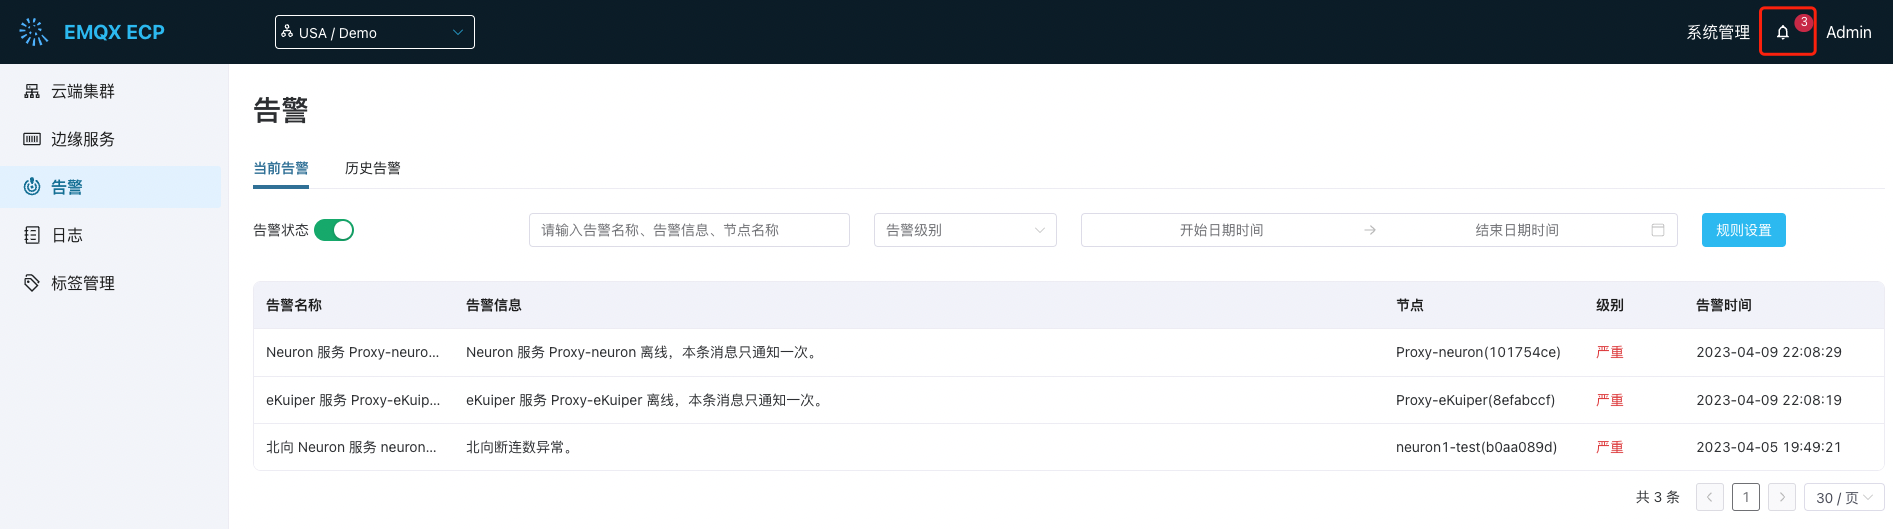 EMQX ECP
USA / Demo
系统管理
3
Admin
云端集群
边缘服务
告警
日志
标签管理
告警
当前告警 历史告警
告警状态 请输入告警名称、告警信息、节点名称 告警级别 开始日期时间 → 结束日期时间 规则设置
告警名称 告警信息 节点 级别 告警时间
Neuron 服务 Proxy-neuro... Neuron 服务 Proxy-neuron 离线，本条消息只通知一次。 Proxy-neuron(101754ce) 严重 2023-04-09 22:08:29
eKuiper 服务 Proxy-eKuip... eKuiper 服务 Proxy-eKuiper 离线，本条消息只通知一次。 Proxy-eKuiper(8efabccf) 严重 2023-04-09 22:08:19
北向 Neuron 服务 neuron... 北向断连数异常。 neuron1-test(b0aa089d) 严重 2023-04-05 19:49:21
共 3 条 < 1 > 30 / 页